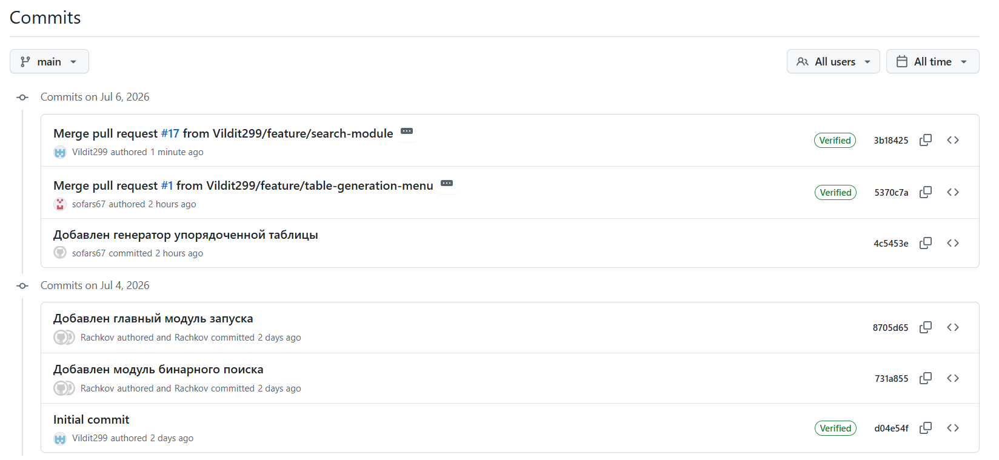 Commits
main
All users
All time
Commits on Jul 6, 2026
Merge pull request #17 from Vildit299/feature/search-module
Verified
3b18425
Vildit299 authored 1 minute ago
Merge pull request #1 from Vildit299/feature/table-generation-menu
Verified
5370c7a
sofars67 authored 2 hours ago
Добавлен генератор упорядоченной таблицы
4c5453e
sofars67 committed 2 hours ago
Commits on Jul 4, 2026
Добавлен главный модуль запуска
8705d65
Rachkov authored and Rachkov committed 2 days ago
Добавлен модуль бинарного поиска
731a855
Rachkov authored and Rachkov committed 2 days ago
Initial commit
Verified
d04e54f
Vildit299 authored 2 days ago